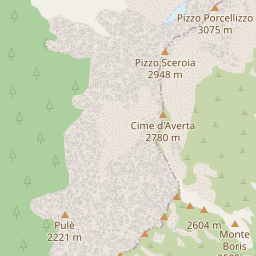 Pizzo Porcellizzo
3075 m
Pizzo Sceroia
2948 m
Cime d'Averta
2780 m
Pulè
2221 m
2604 m
Monte
Boris